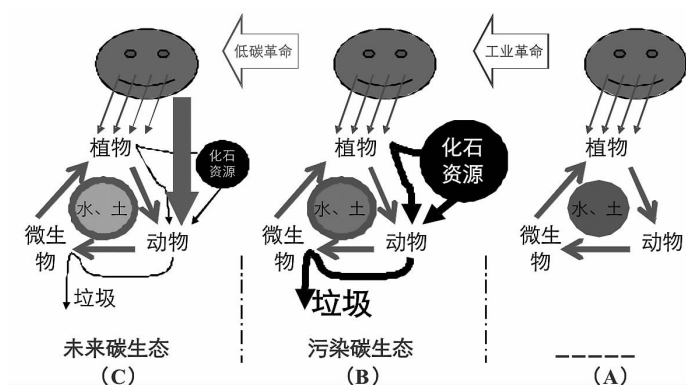 低碳革命
工业革命
植物
化石
资源
水、土
微生
物
动物
垃圾
未来碳生态
(C)
植物
化石
资源
水、土
微生
物
动物
垃圾
污染碳生态
(B)
植物
水、土
微生
物
动物
_____
(A)